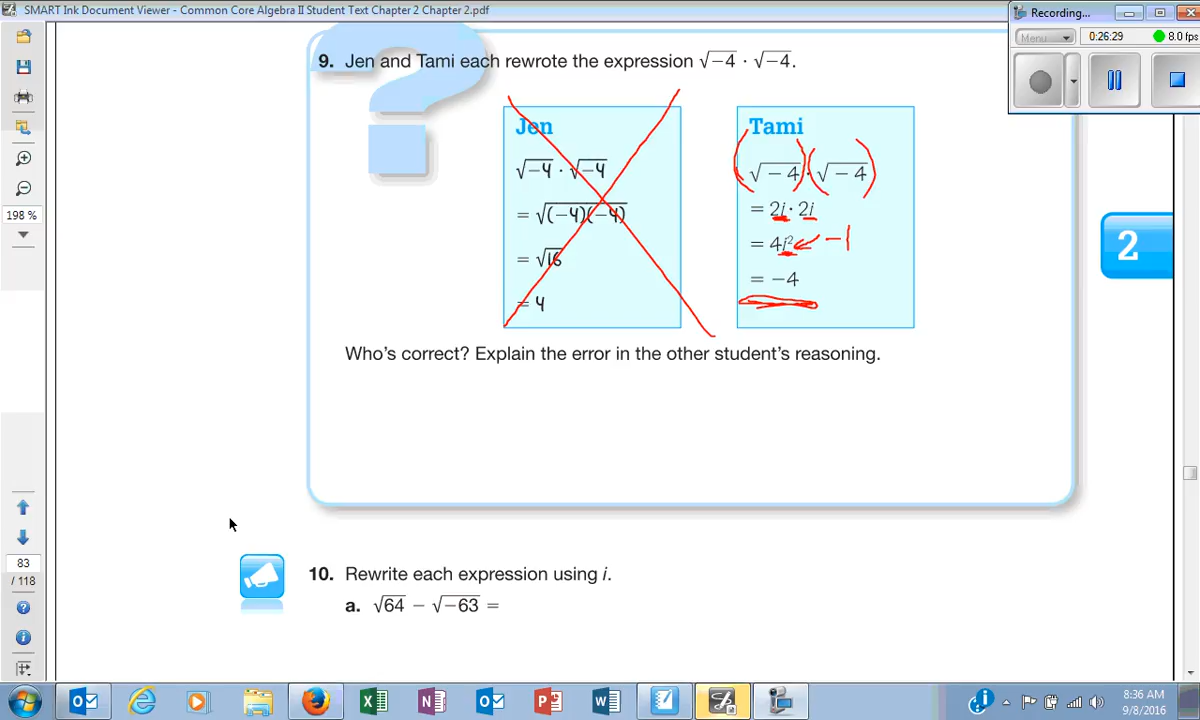 SMART Ink Document Viewer - Common Core Algebra II Student Text Chapter 2 Chapter 2.pdf
Recording...
Menu
0:26:29
8.0 fps
198 %
83
/ 118
9. Jen and Tami each rewrote the expression √−4 · √−4.
Jen
√−4 · √−4
= √(−4)(−4)
= √16
= 4
Tami
(√−4) · (√−4)
= 2i · 2i
= 4i² ← −1
= −4
Who's correct? Explain the error in the other student's reasoning.
2
10. Rewrite each expression using i.
a. √64 − √−63 =
8:36 AM
9/8/2016